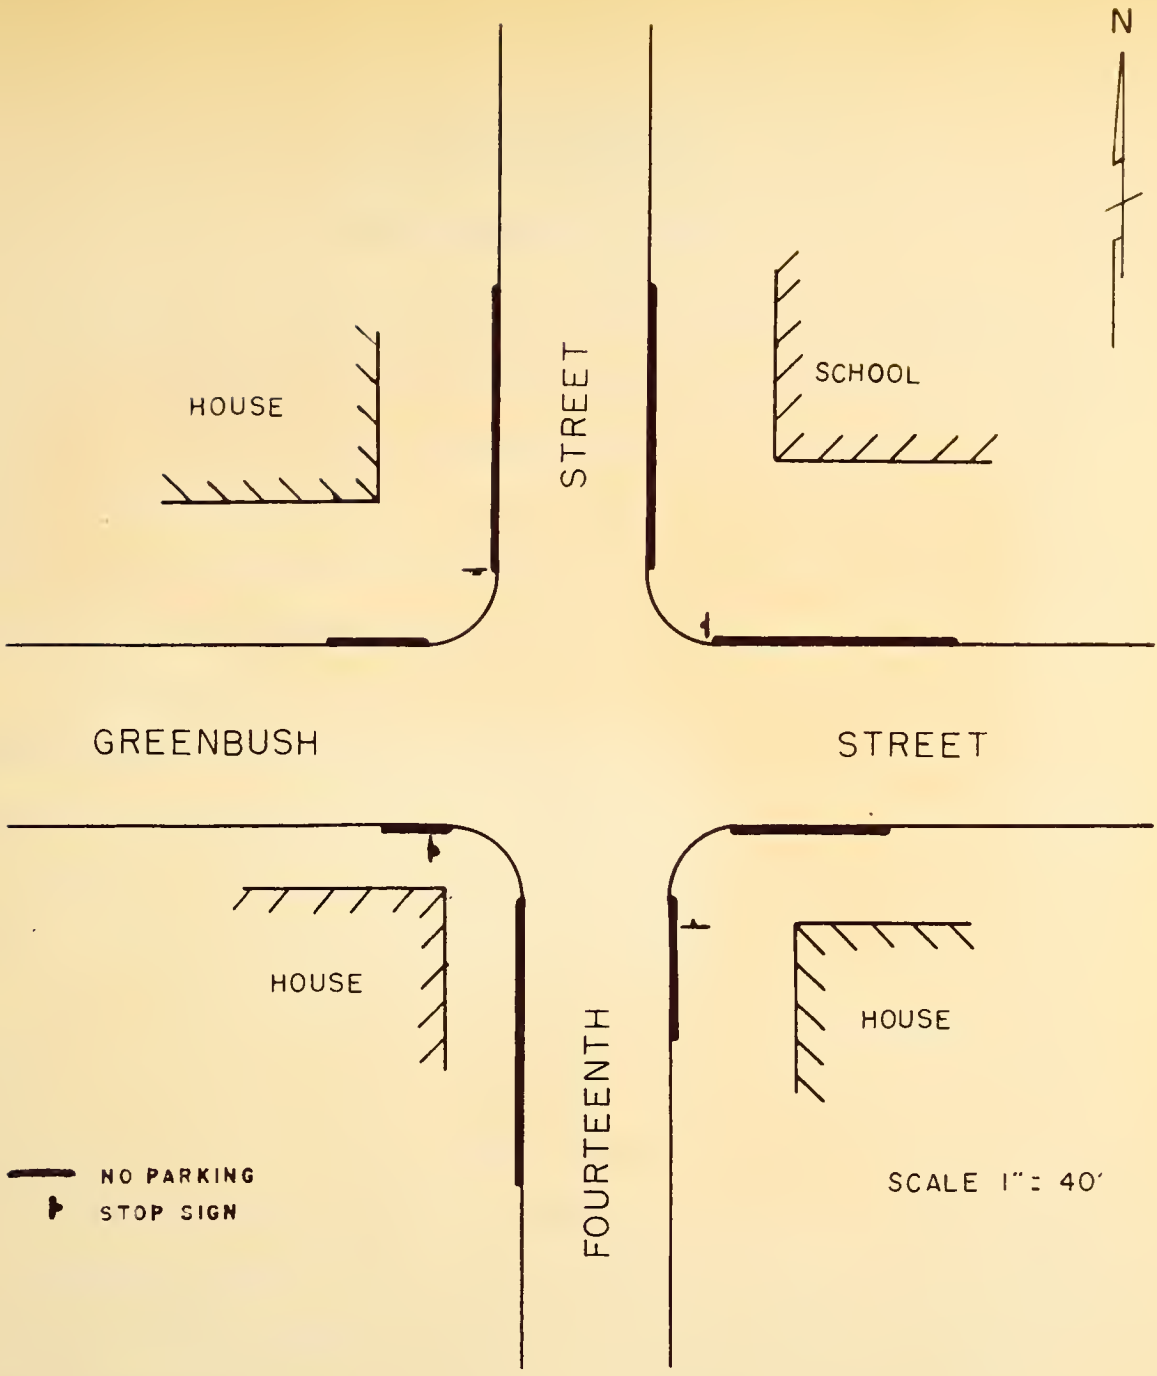 N
STREET
SCHOOL
HOUSE
GREENBUSH STREET
HOUSE
HOUSE
FOURTEENTH
NO PARKING
STOP SIGN
SCALE 1" = 40'